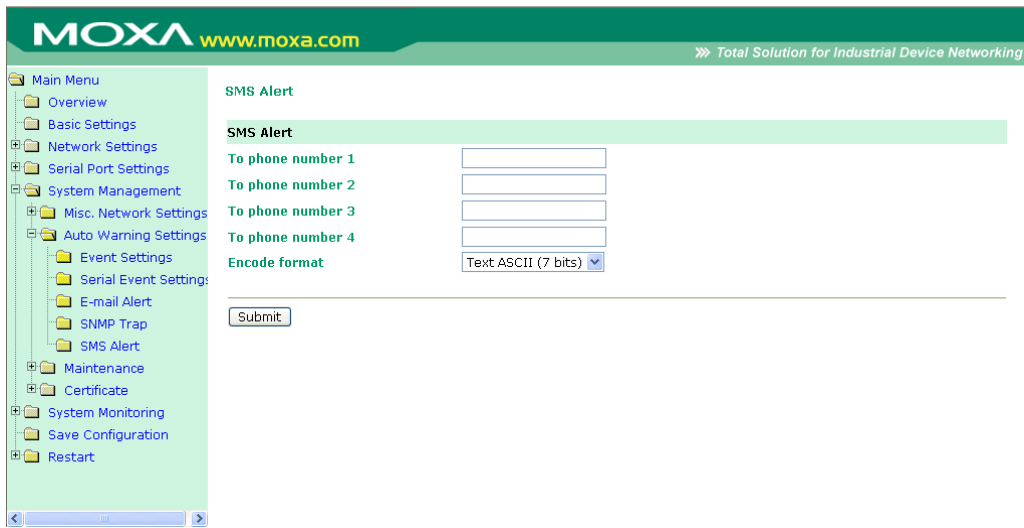 MOXA www.moxa.com
Total Solution for Industrial Device Networking
Main Menu
Overview
Basic Settings
Network Settings
Serial Port Settings
System Management
Misc. Network Settings
Auto Warning Settings
Event Settings
Serial Event Settings
E-mail Alert
SNMP Trap
SMS Alert
Maintenance
Certificate
System Monitoring
Save Configuration
Restart
SMS Alert
SMS Alert
To phone number 1
To phone number 2
To phone number 3
To phone number 4
Encode format Text ASCII (7 bits)
Submit